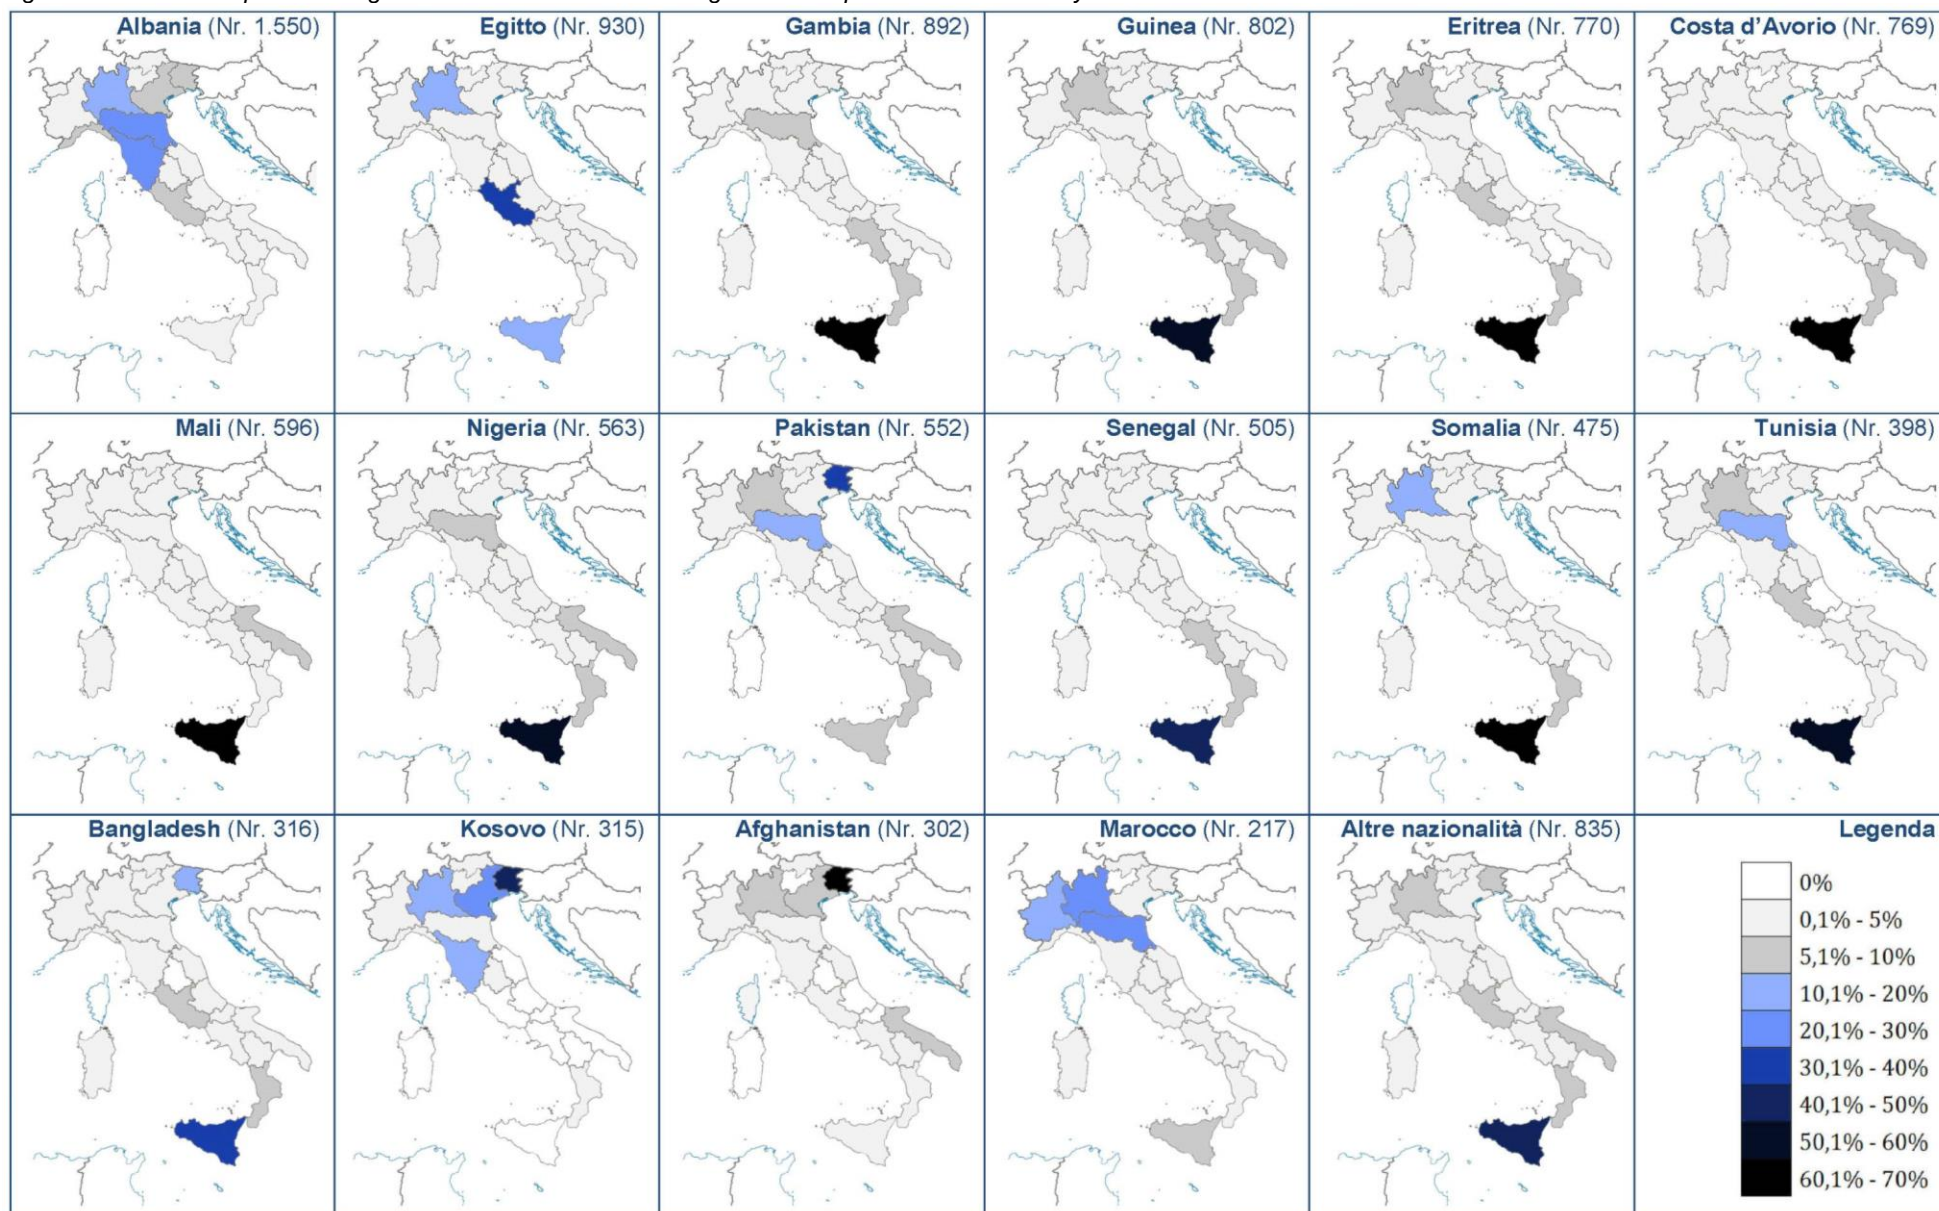 Albania (Nr. 1.550)
Egitto (Nr. 930)
Gambia (Nr. 892)
Guinea (Nr. 802)
Eritrea (Nr. 770)
Costa d'Avorio (Nr. 769)
Mali (Nr. 596)
Nigeria (Nr. 563)
Pakistan (Nr. 552)
Senegal (Nr. 505)
Somalia (Nr. 475)
Tunisia (Nr. 398)
Bangladesh (Nr. 316)
Kosovo (Nr. 315)
Afghanistan (Nr. 302)
Marocco (Nr. 217)
Altre nazionalità (Nr. 835)
Legenda
0%
0,1% - 5%
5,1% - 10%
10,1% - 20%
20,1% - 30%
30,1% - 40%
40,1% - 50%
50,1% - 60%
60,1% - 70%